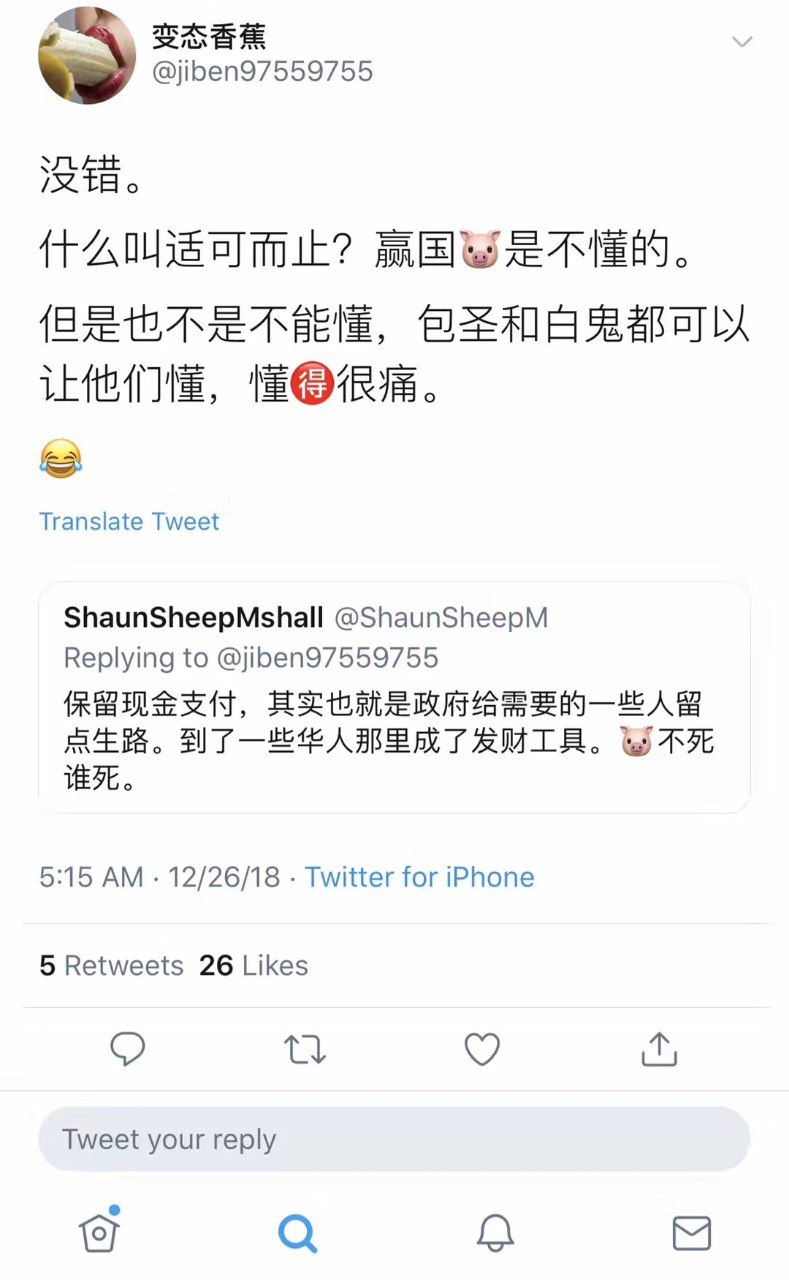 变态香蕉
@jiben97559755
没错。
什么叫适可而止？赢国🐷是不懂的。
但是也不是不能懂，包圣和白鬼都可以
让他们懂，懂🉐很痛。
😂
Translate Tweet
ShaunSheepMshall @ShaunSheepM
Replying to @jiben97559755
保留现金支付，其实也就是政府给需要的一些人留
点生路。到了一些华人那里成了发财工具。🐷不死
谁死。
5:15 AM · 12/26/18 · Twitter for iPhone
5 Retweets 26 Likes
Tweet your reply